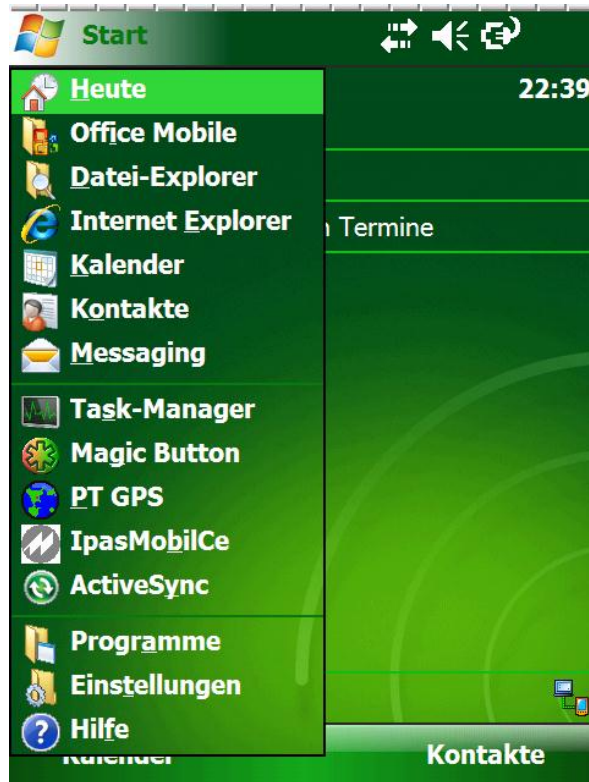 Start
Heute
22:39
Office Mobile
Datei-Explorer
Internet Explorer
Termine
Kalender
Kontakte
Messaging
Task-Manager
Magic Button
PT GPS
IpasMobilCe
ActiveSync
Programme
Einstellungen
Hilfe
Kalender
Kontakte